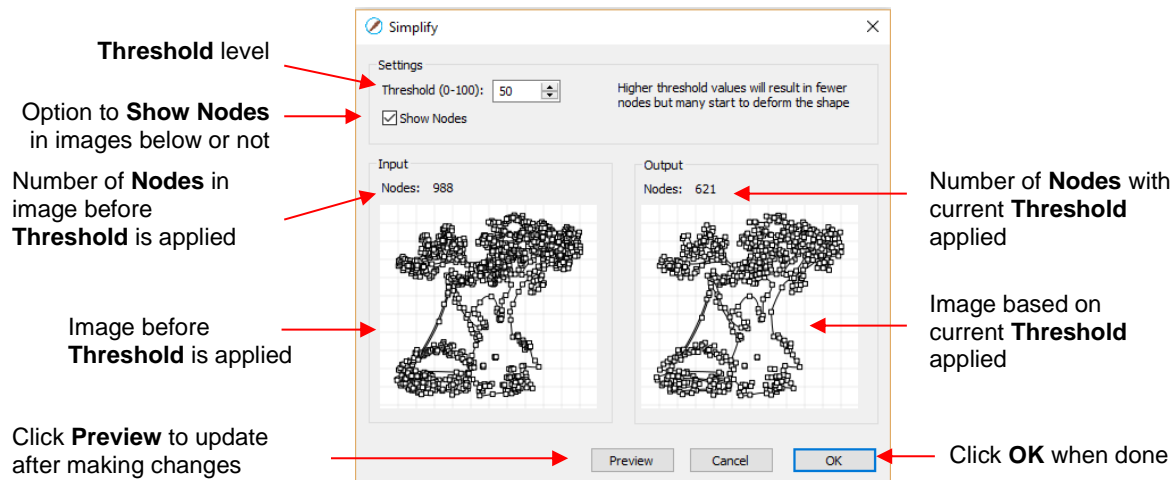 Simplify
Threshold level
Settings
Threshold (0-100): 50
Higher threshold values will result in fewer
nodes but many start to deform the shape
Option to Show Nodes
in images below or not
Show Nodes
Input
Nodes: 988
Output
Nodes: 621
Number of Nodes in
image before
Threshold is applied
Number of Nodes with
current Threshold
applied
Image before
Threshold is applied
Image based on
current Threshold
applied
Click Preview to update
after making changes
Preview
Cancel
OK
Click OK when done